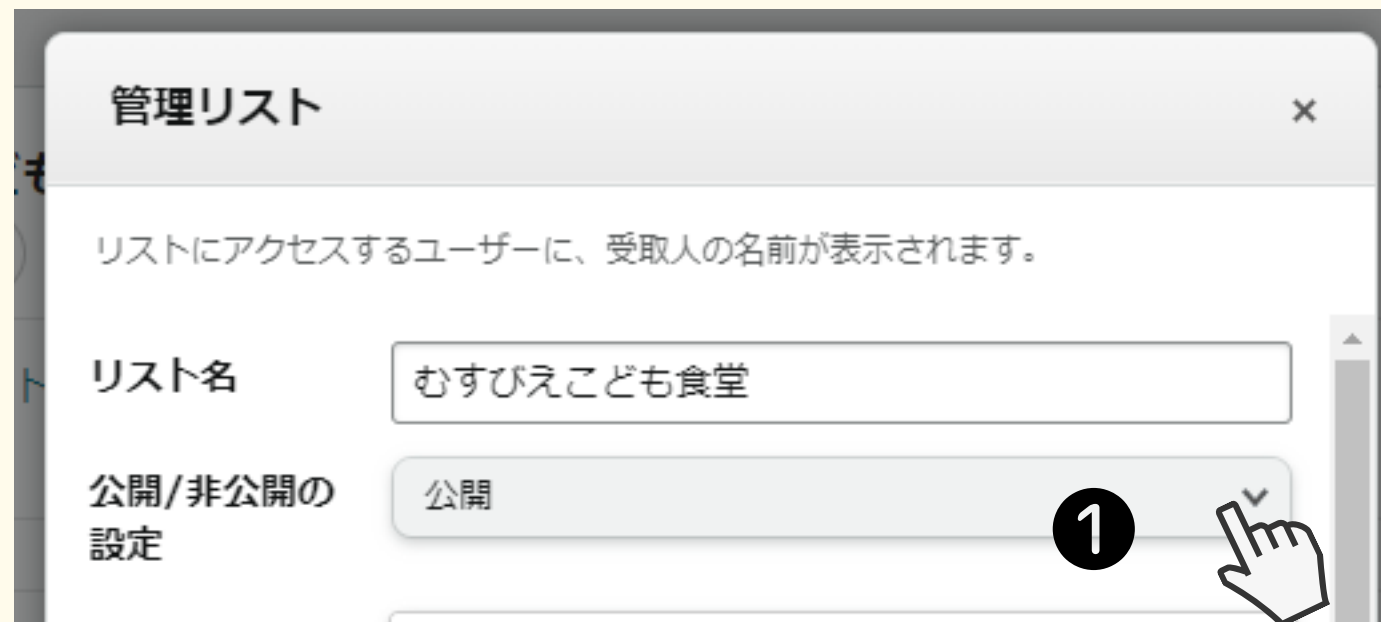 管理リスト
×
ども
リストにアクセスするユーザーに、受取人の名前が表示されます。
ト
リスト名
むすびえこども食堂
公開/非公開の
設定
公開
1